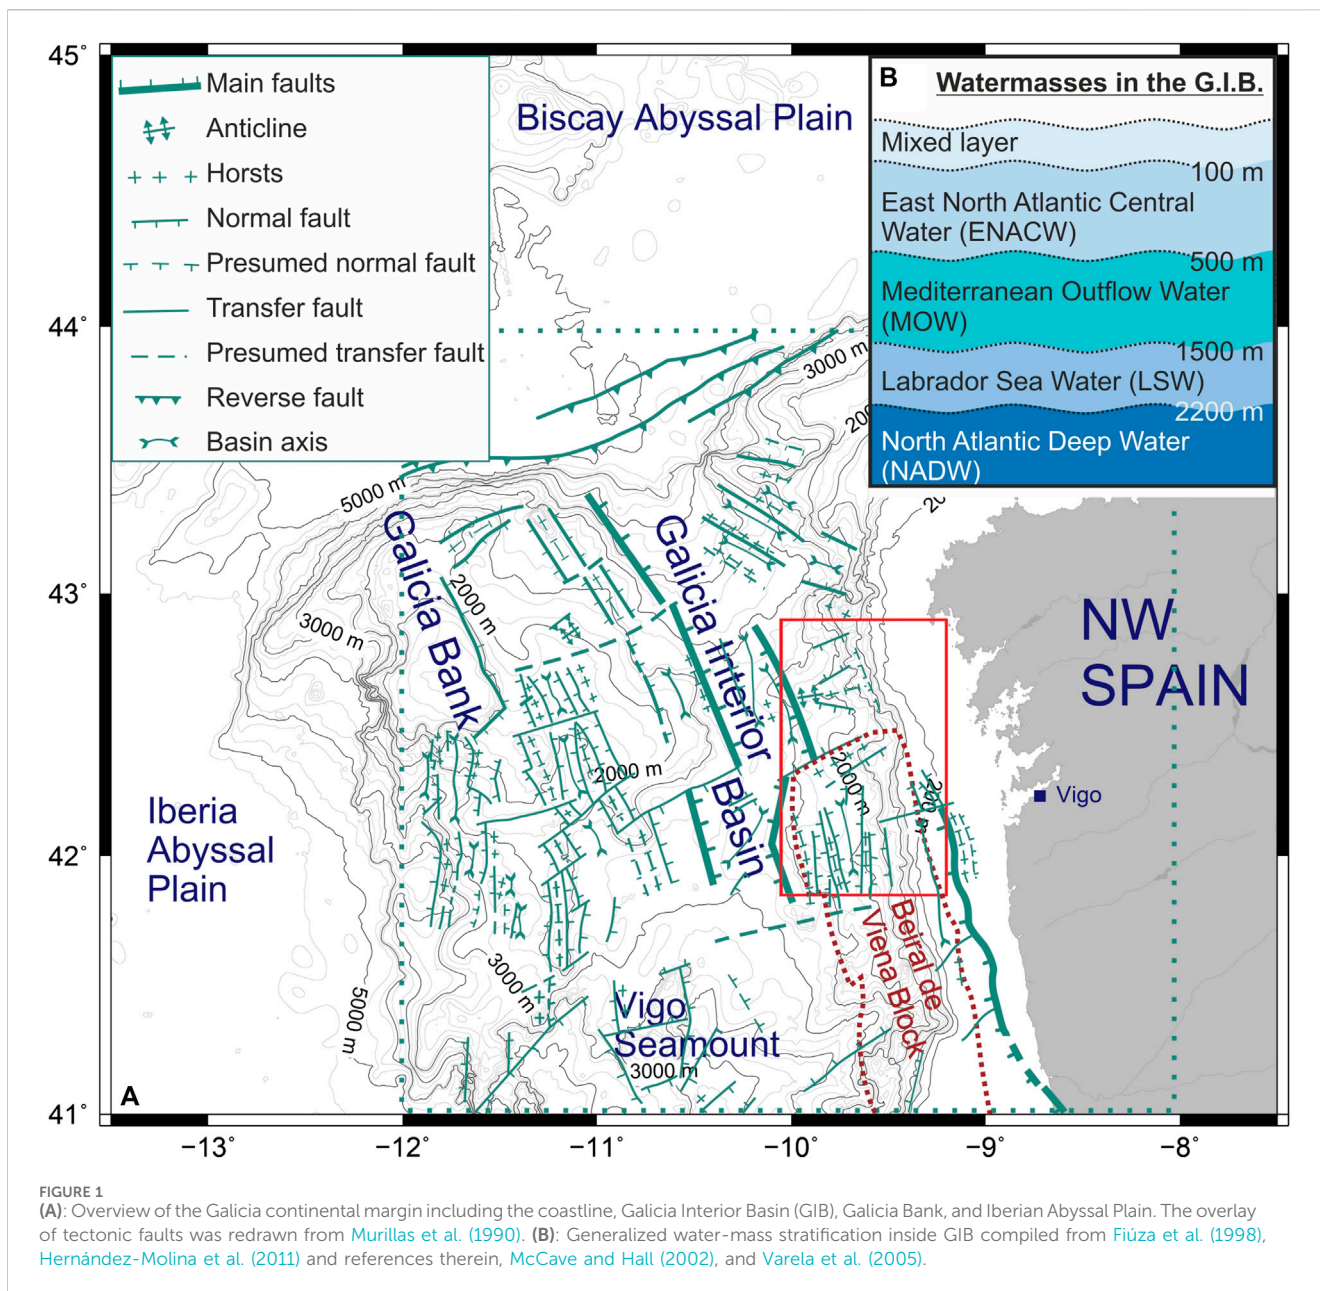 45°
44°
43°
42°
41°
−13°
−12°
−11°
−10°
−9°
−8°
Main faults
Anticline
Horsts
Normal fault
Presumed normal fault
Transfer fault
Presumed transfer fault
Reverse fault
Basin axis
Biscay Abyssal Plain
B
Watermasses in the G.I.B.
Mixed layer
100 m
East North Atlantic Central
Water (ENACW)
500 m
Mediterranean Outflow Water
(MOW)
1500 m
Labrador Sea Water (LSW)
2200 m
North Atlantic Deep Water
(NADW)
3000 m
5000 m
Galicia Bank
2000 m
3000 m
Galicia Interior
Basin
NW
SPAIN
2000 m
2000 m
200 m
Vigo
Iberia
Abyssal
Plain
Beiral de
Viena Block
3000 m
5000 m
Vigo
Seamount
3000 m
A
FIGURE 1
(A): Overview of the Galicia continental margin including the coastline, Galicia Interior Basin (GIB), Galicia Bank, and Iberian Abyssal Plain. The overlay
of tectonic faults was redrawn from Murillas et al. (1990). (B): Generalized water-mass stratification inside GIB compiled from Fiúza et al. (1998),
Hernández-Molina et al. (2011) and references therein, McCave and Hall (2002), and Varela et al. (2005).